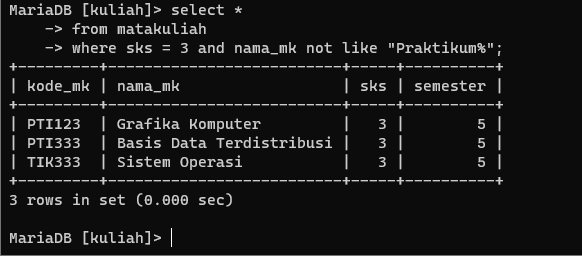 MariaDB [kuliah]> select *
    -> from matakuliah
    -> where sks = 3 and nama_mk not like "Praktikum%";
+---------+-------------------------+-----+----------+
| kode_mk | nama_mk                 | sks | semester |
+---------+-------------------------+-----+----------+
| PTI123  | Grafika Komputer        |   3 |        5 |
| PTI333  | Basis Data Terdistribusi |   3 |        5 |
| TIK333  | Sistem Operasi          |   3 |        5 |
+---------+-------------------------+-----+----------+
3 rows in set (0.000 sec)
MariaDB [kuliah]>